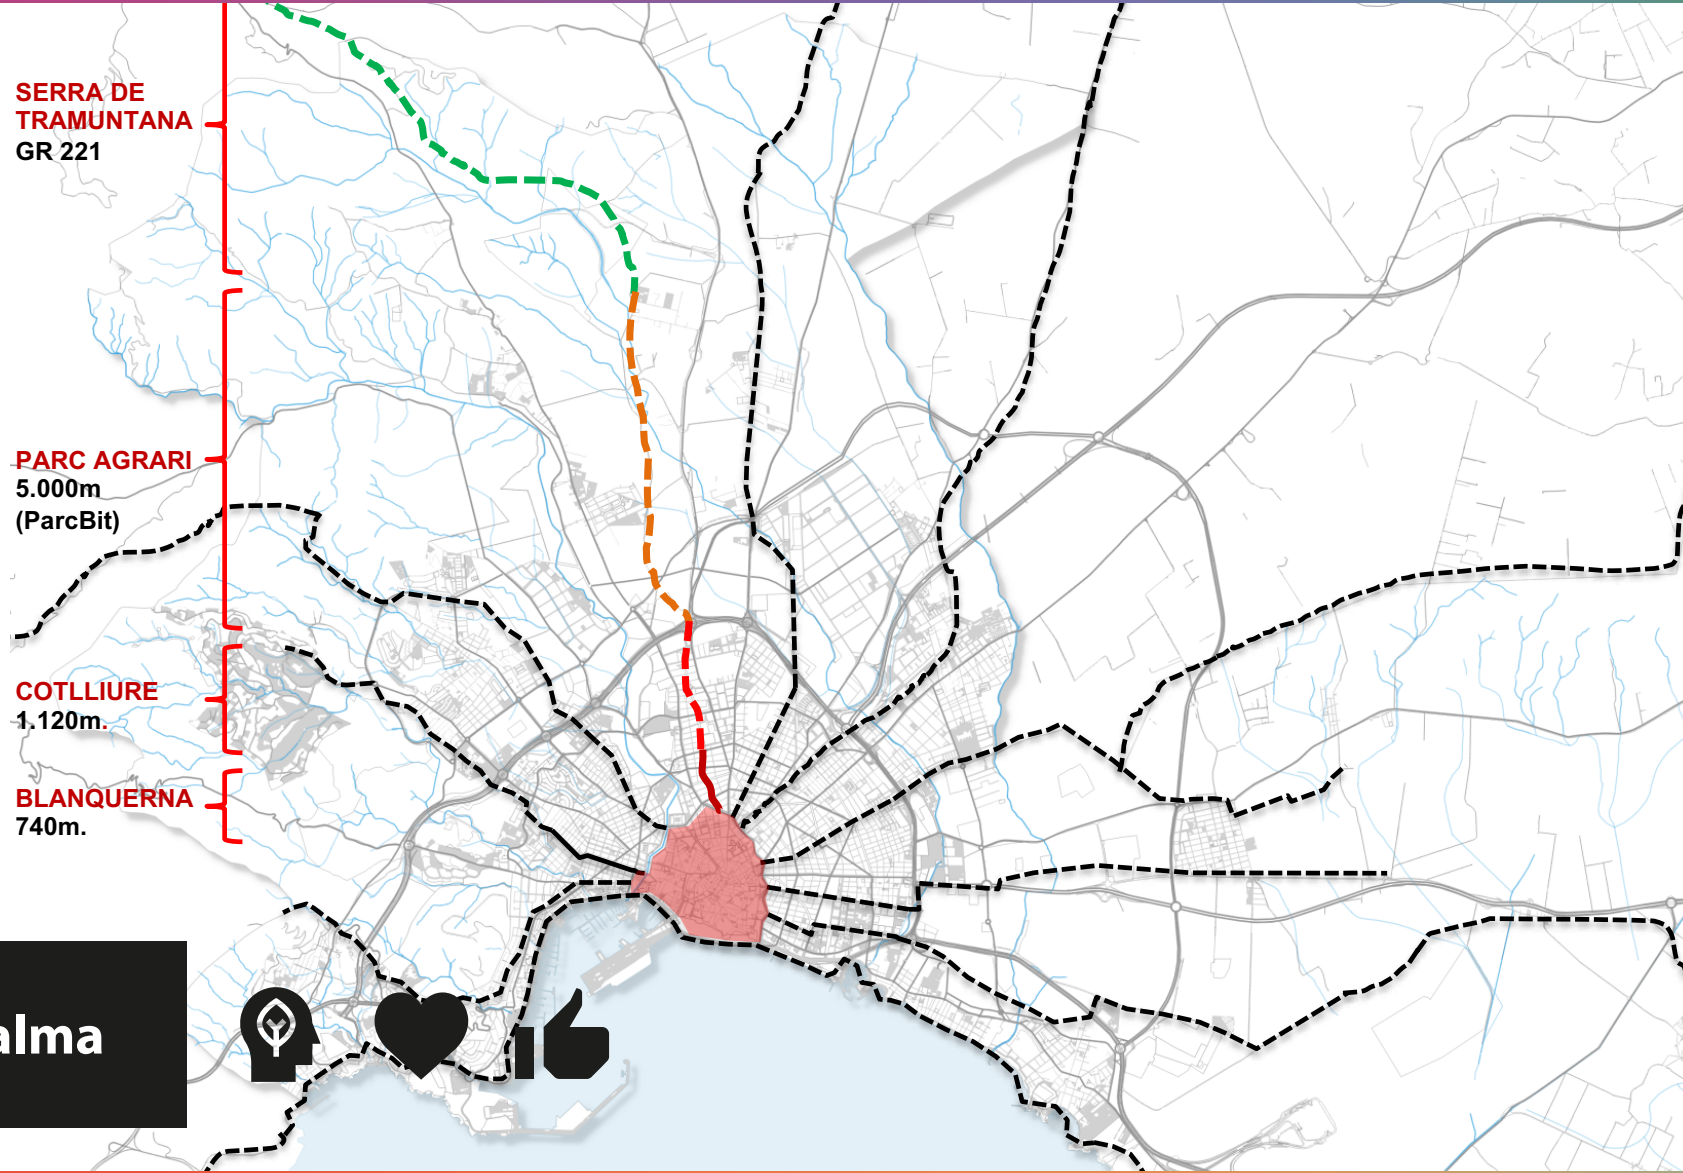 SERRA DE
TRAMUNTANA
GR 221
PARC AGRARI
5.000m
(ParcBit)
COTLLIURE
1.120m.
BLANQUERNA
740m.
alma